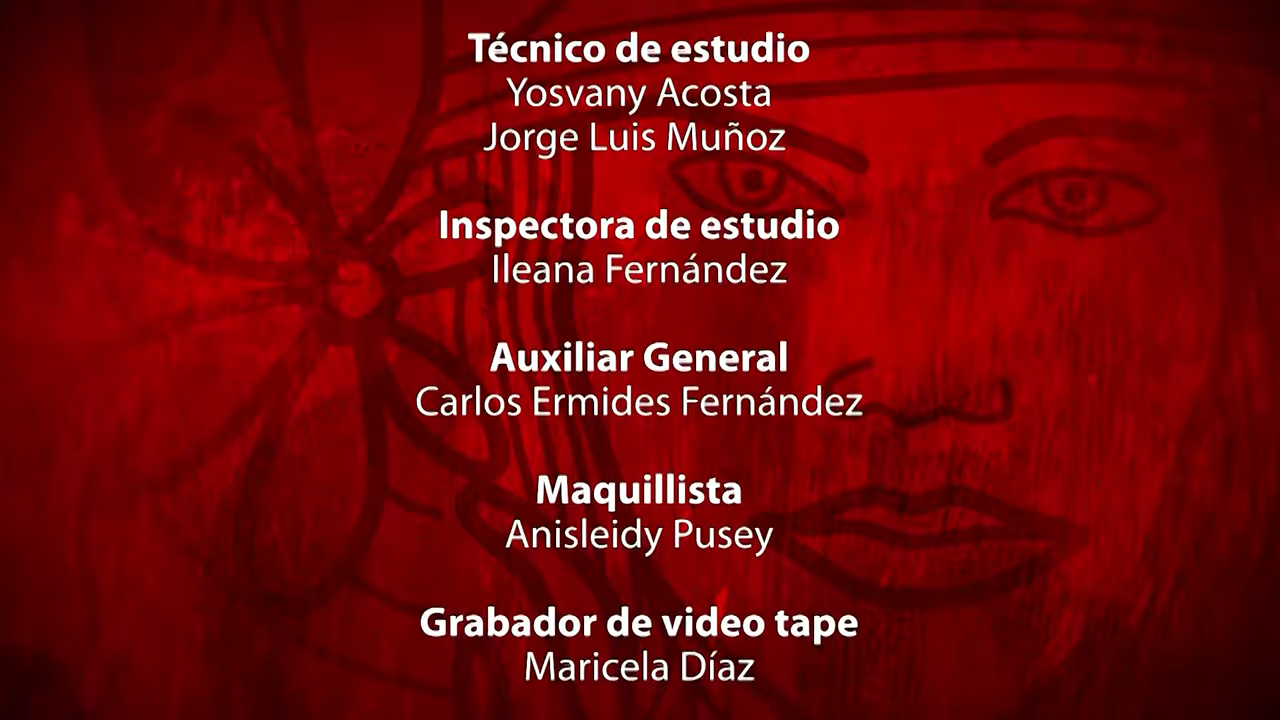 Técnico de estudio
Yosvany Acosta
Jorge Luis Muñoz
Inspectora de estudio
Ileana Fernández
Auxiliar General
Carlos Ermides Fernández
Maquillista
Anisleidy Pusey
Grabador de video tape
Maricela Díaz